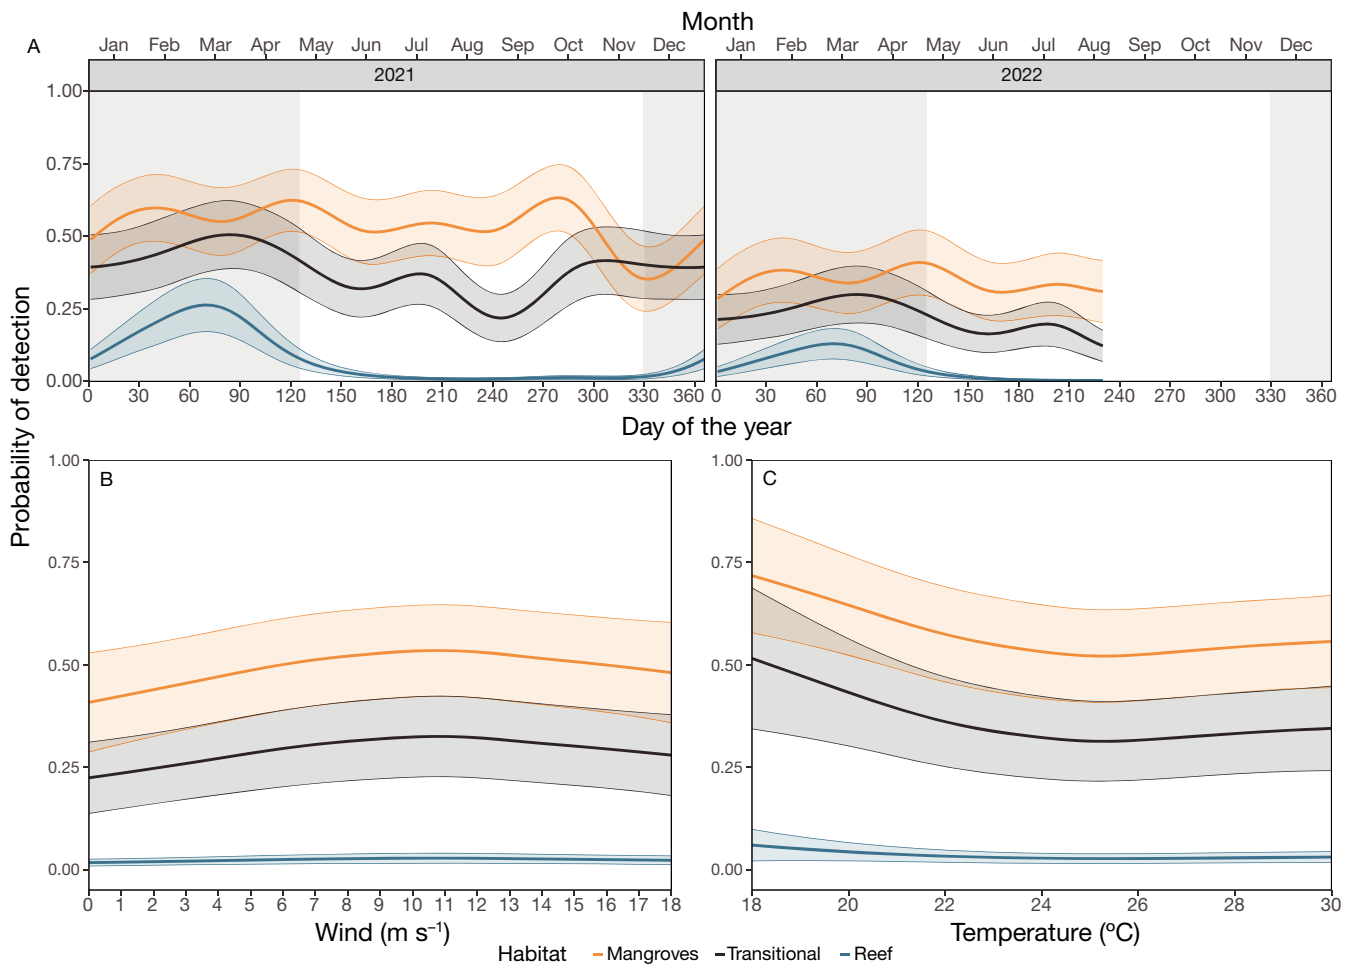 Month
A
Jan Feb Mar Apr May Jun Jul Aug Sep Oct Nov Dec
Jan Feb Mar Apr May Jun Jul Aug Sep Oct Nov Dec
2021
2022
1.00
0.75
0.50
0.25
0.00
0 30 60 90 120 150 180 210 240 270 300 330 360
0 30 60 90 120 150 180 210 240 270 300 330 360
Day of the year
Probability of detection
B
1.00
0.75
0.50
0.25
0.00
0 1 2 3 4 5 6 7 8 9 10 11 12 13 14 15 16 17 18
Wind (m s⁻¹)
C
1.00
0.75
0.50
0.25
0.00
18 20 22 24 26 28 30
Temperature (°C)
Habitat Mangroves Transitional Reef